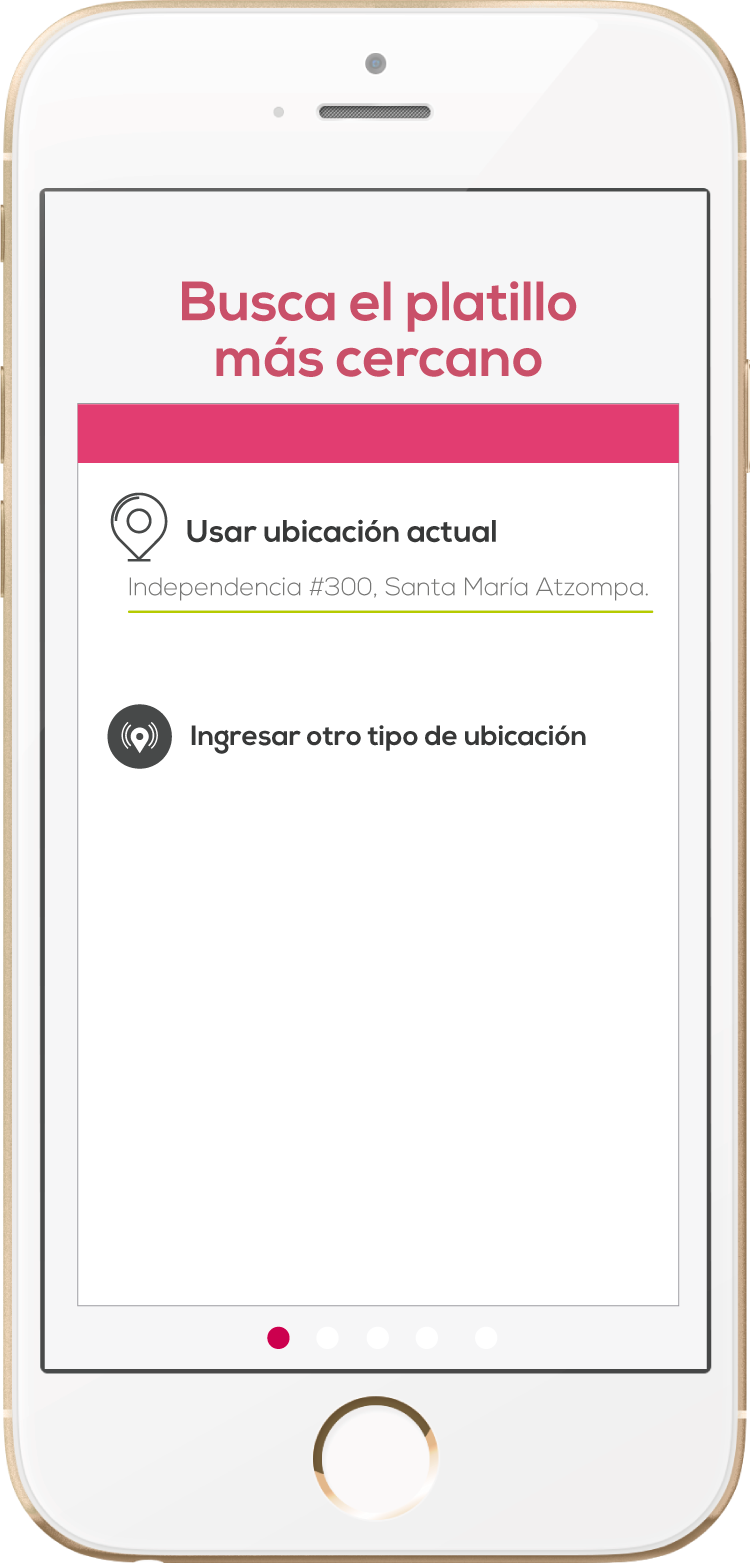 Busca el platillo
más cercano
Usar ubicación actual
Independencia #300, Santa María Atzompa.
Ingresar otro tipo de ubicación